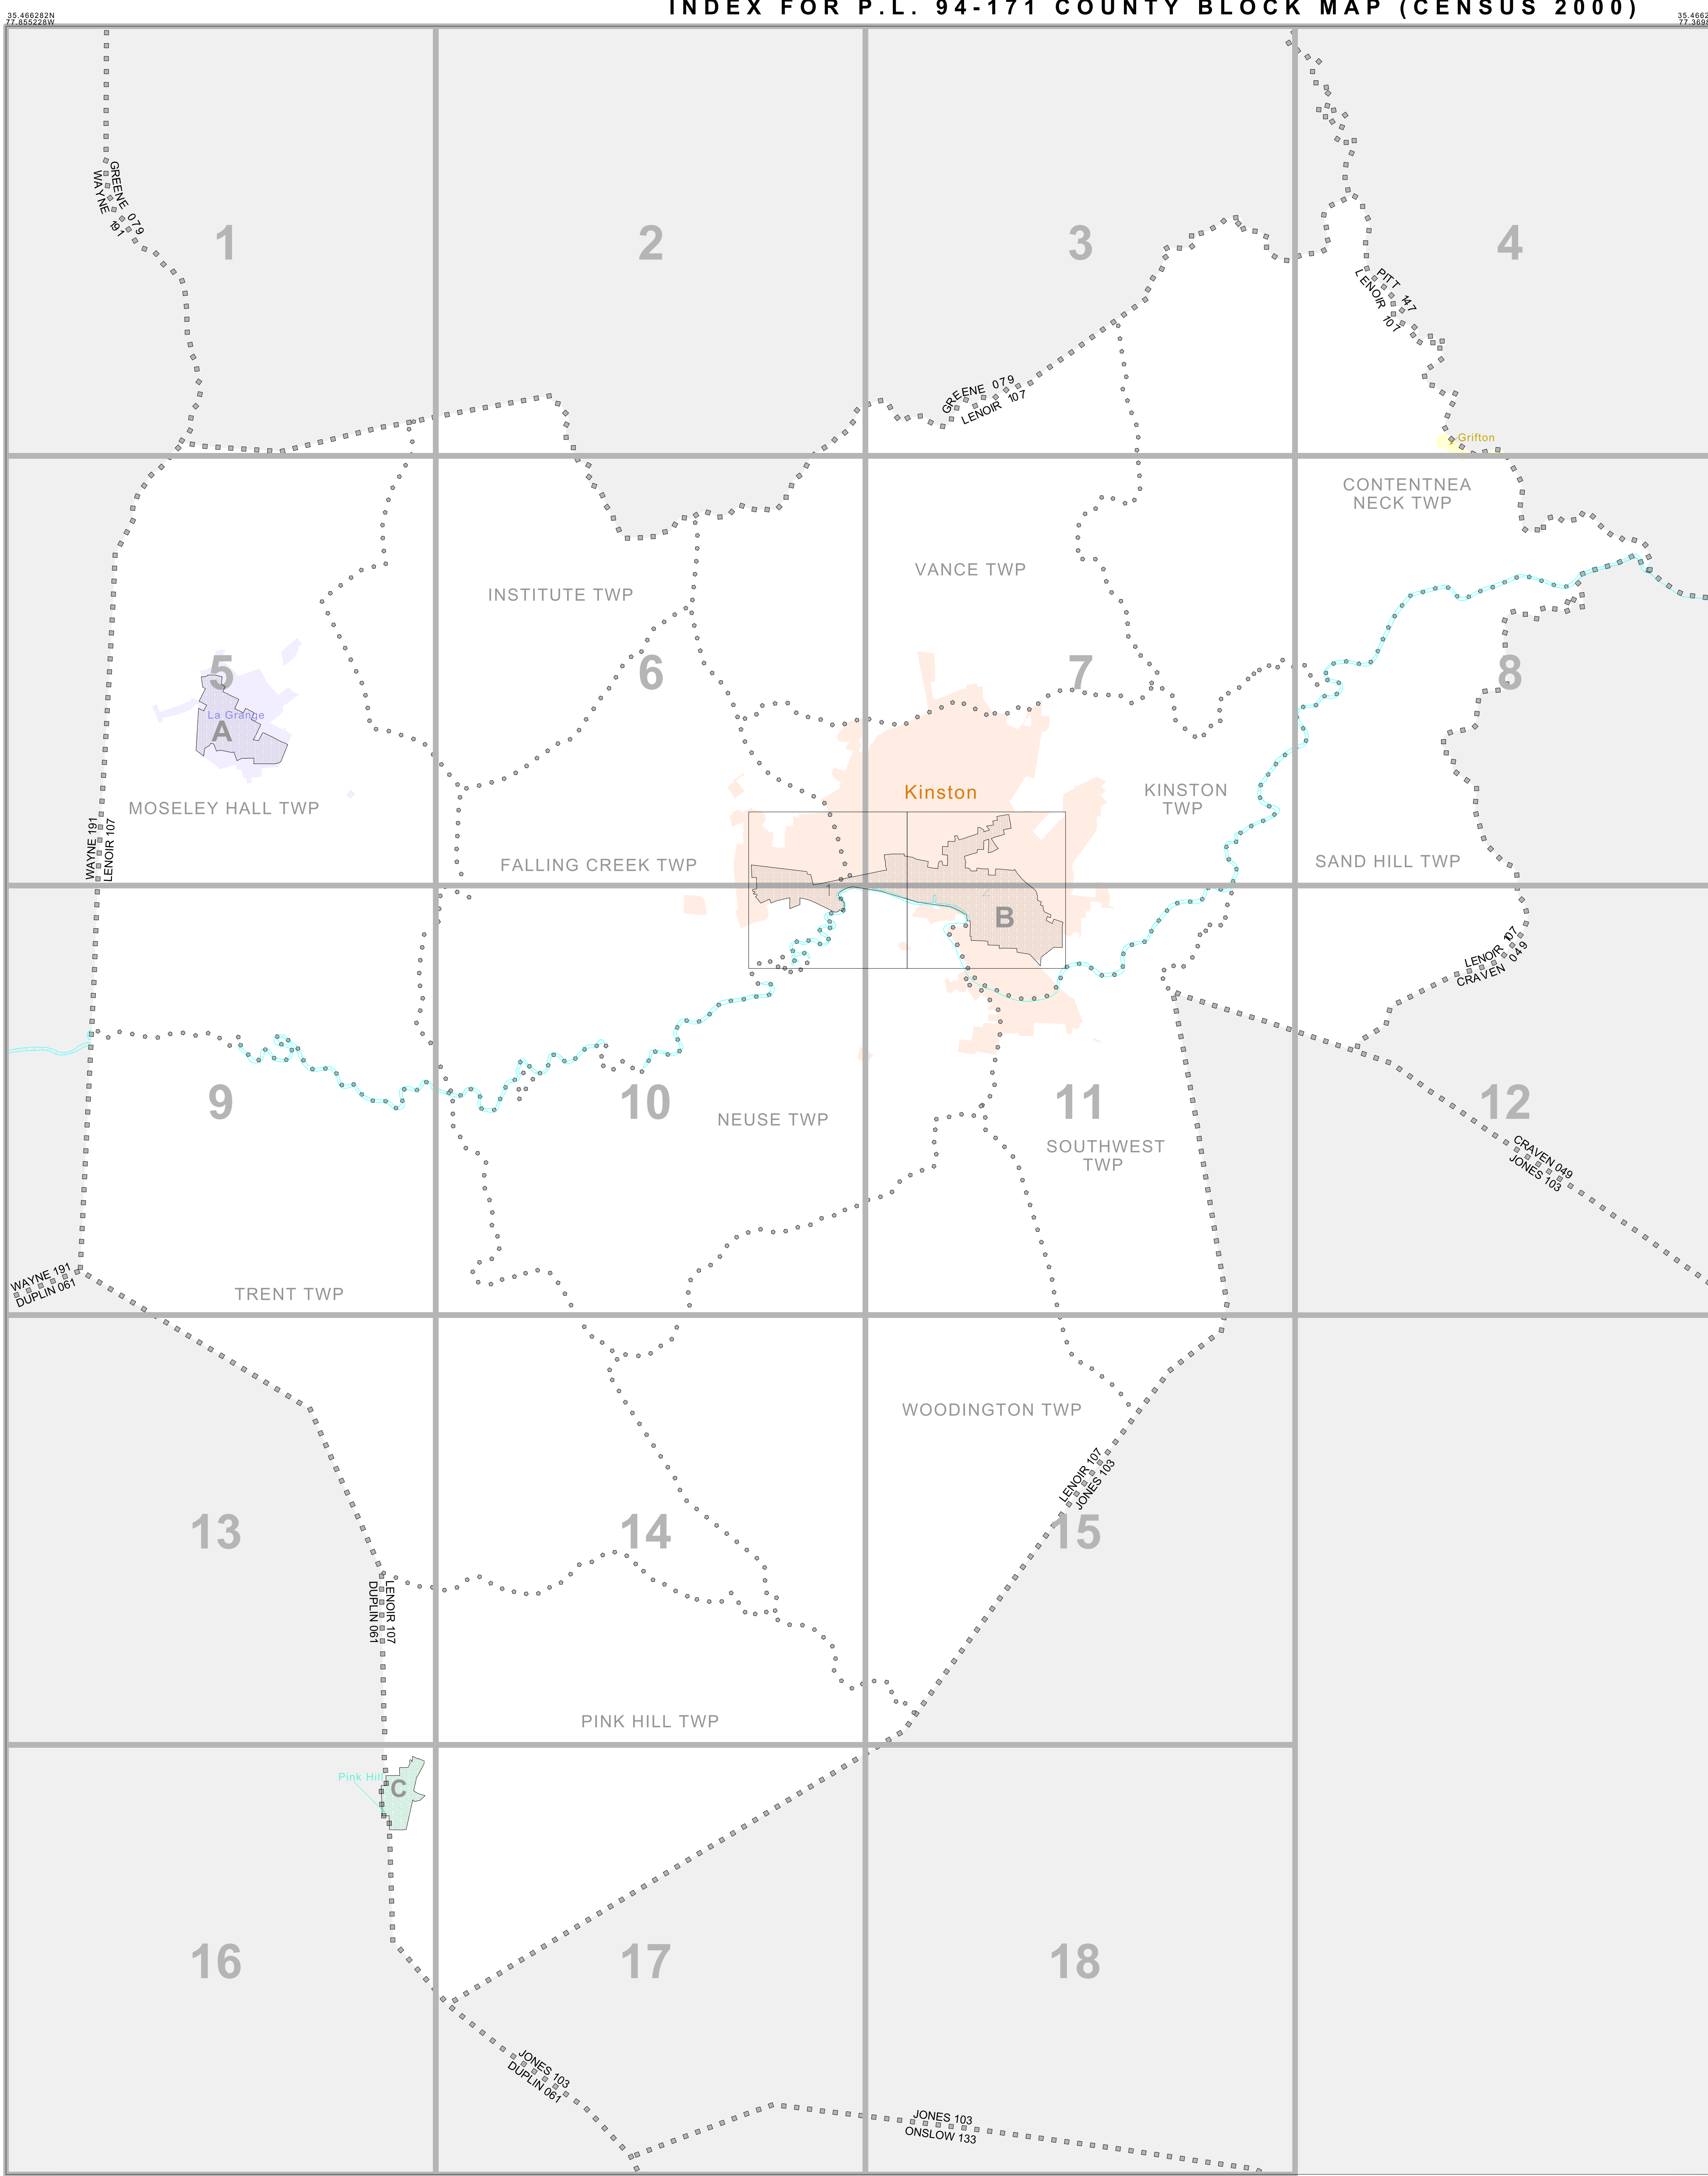 INDEX FOR P.L. 94-171 COUNTY BLOCK MAP (CENSUS 2000)
35.466282N
77.855228W
GREENE 079
WAYNE 191
1
2
3
4
PITT 147
LENOIR 107
GREENE 079
LENOIR 107
Grifton
CONTENTNEA
NECK TWP
VANCE TWP
INSTITUTE TWP
5
6
7
8
La Grange
A
Kinston
KINSTON
TWP
MOSELEY HALL TWP
WAYNE 191
LENOIR 107
FALLING CREEK TWP
SAND HILL TWP
1
2
B
LENOIR 107
CRAVEN 049
9
10
11
12
NEUSE TWP
SOUTHWEST
TWP
CRAVEN 049
JONES 103
WAYNE 191
DUPLIN 061
TRENT TWP
WOODINGTON TWP
LENOIR 107
JONES 103
13
14
15
LENOIR 107
DUPLIN 061
PINK HILL TWP
Pink Hill
C
16
17
18
JONES 103
DUPLIN 061
JONES 103
ONSLOW 133